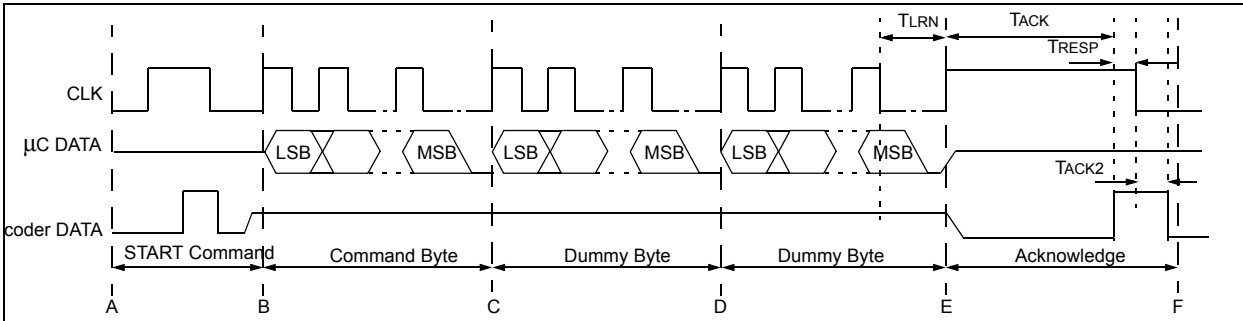 TLRN
TACK
TRESP
CLK
μC DATA
LSB
MSB
LSB
MSB
LSB
MSB
TACK2
coder DATA
START Command
Command Byte
Dummy Byte
Dummy Byte
Acknowledge
A
B
C
D
E
F